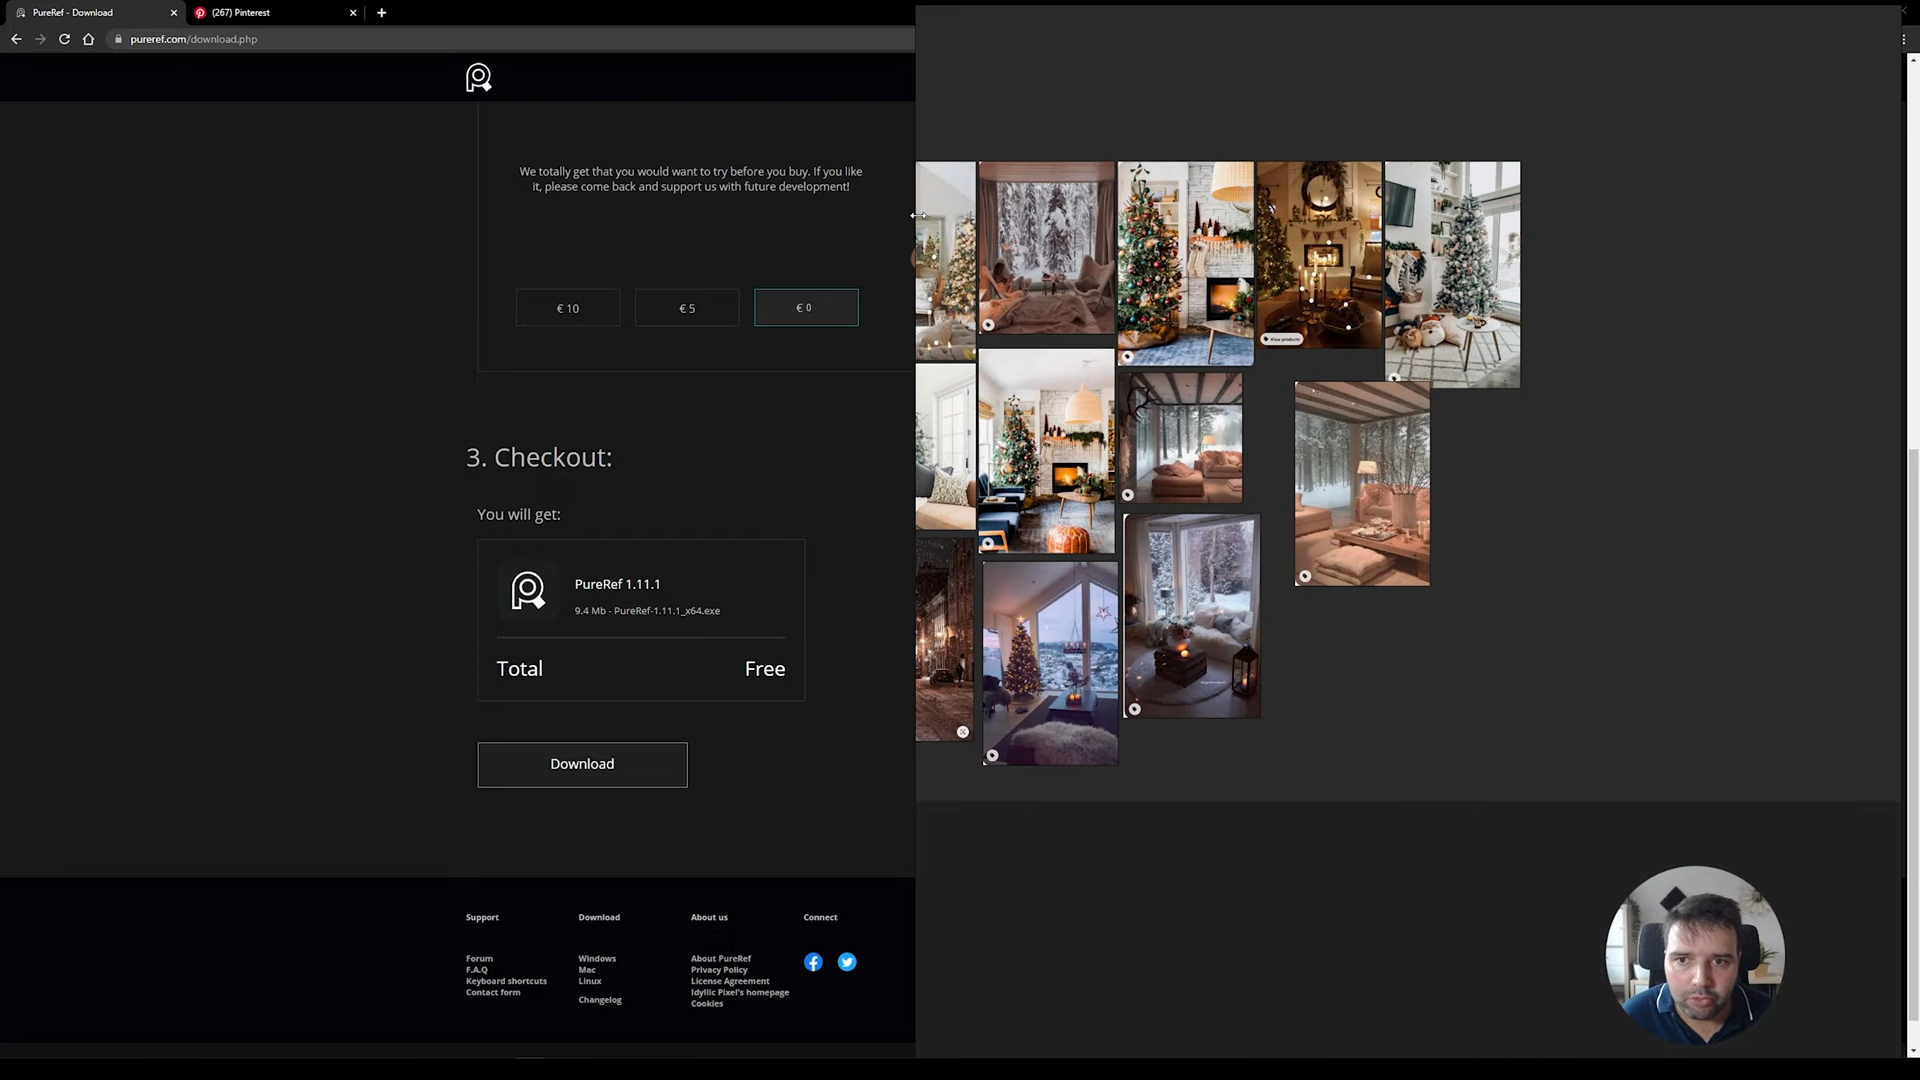 PureRef - Download
(267) Pinterest
pureref.com/download.php
We totally get that you would want to try before you buy. If you like
it, please come back and support us with future development!
€ 10
€ 5
€ 0
3. Checkout:
You will get:
PureRef 1.11.1
9.4 Mb - PureRef-1.11.1_x64.exe
Total
Free
Download
View products
Support
Forum
F.A.Q
Keyboard shortcuts
Contact form
Download
Windows
Mac
Linux
Changelog
About us
About PureRef
Privacy Policy
License Agreement
Idyllic Pixel's homepage
Cookies
Connect